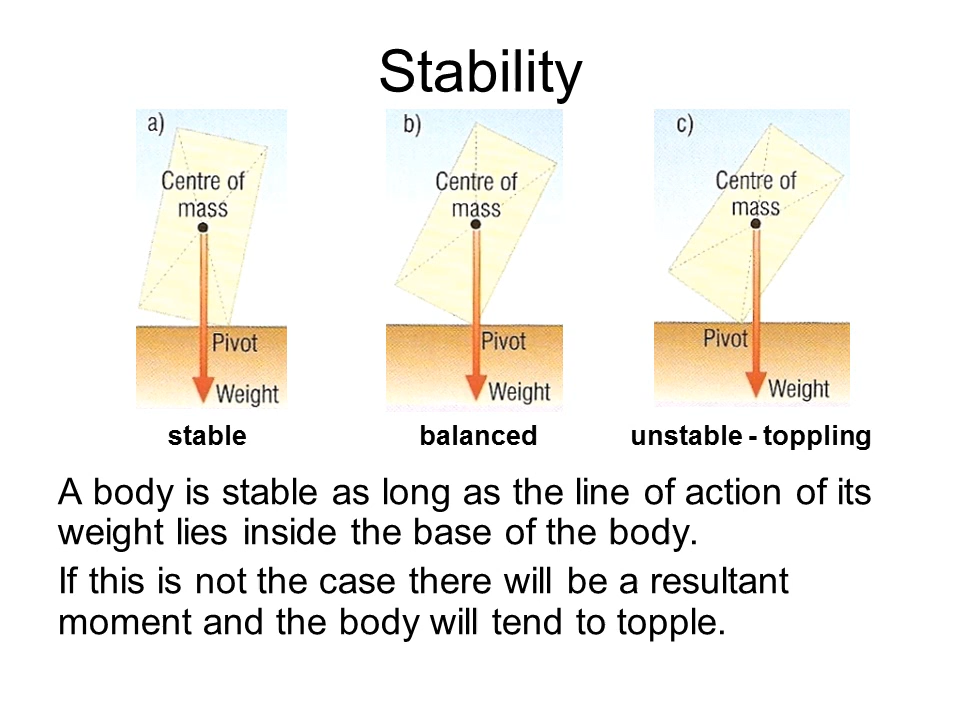 Stability
a)
Centre of
mass
Pivot
Weight
b)
Centre of
mass
Pivot
Weight
c)
Centre of
mass
Pivot
Weight
stable
balanced
unstable - toppling
A body is stable as long as the line of action of its
weight lies inside the base of the body.
If this is not the case there will be a resultant
moment and the body will tend to topple.